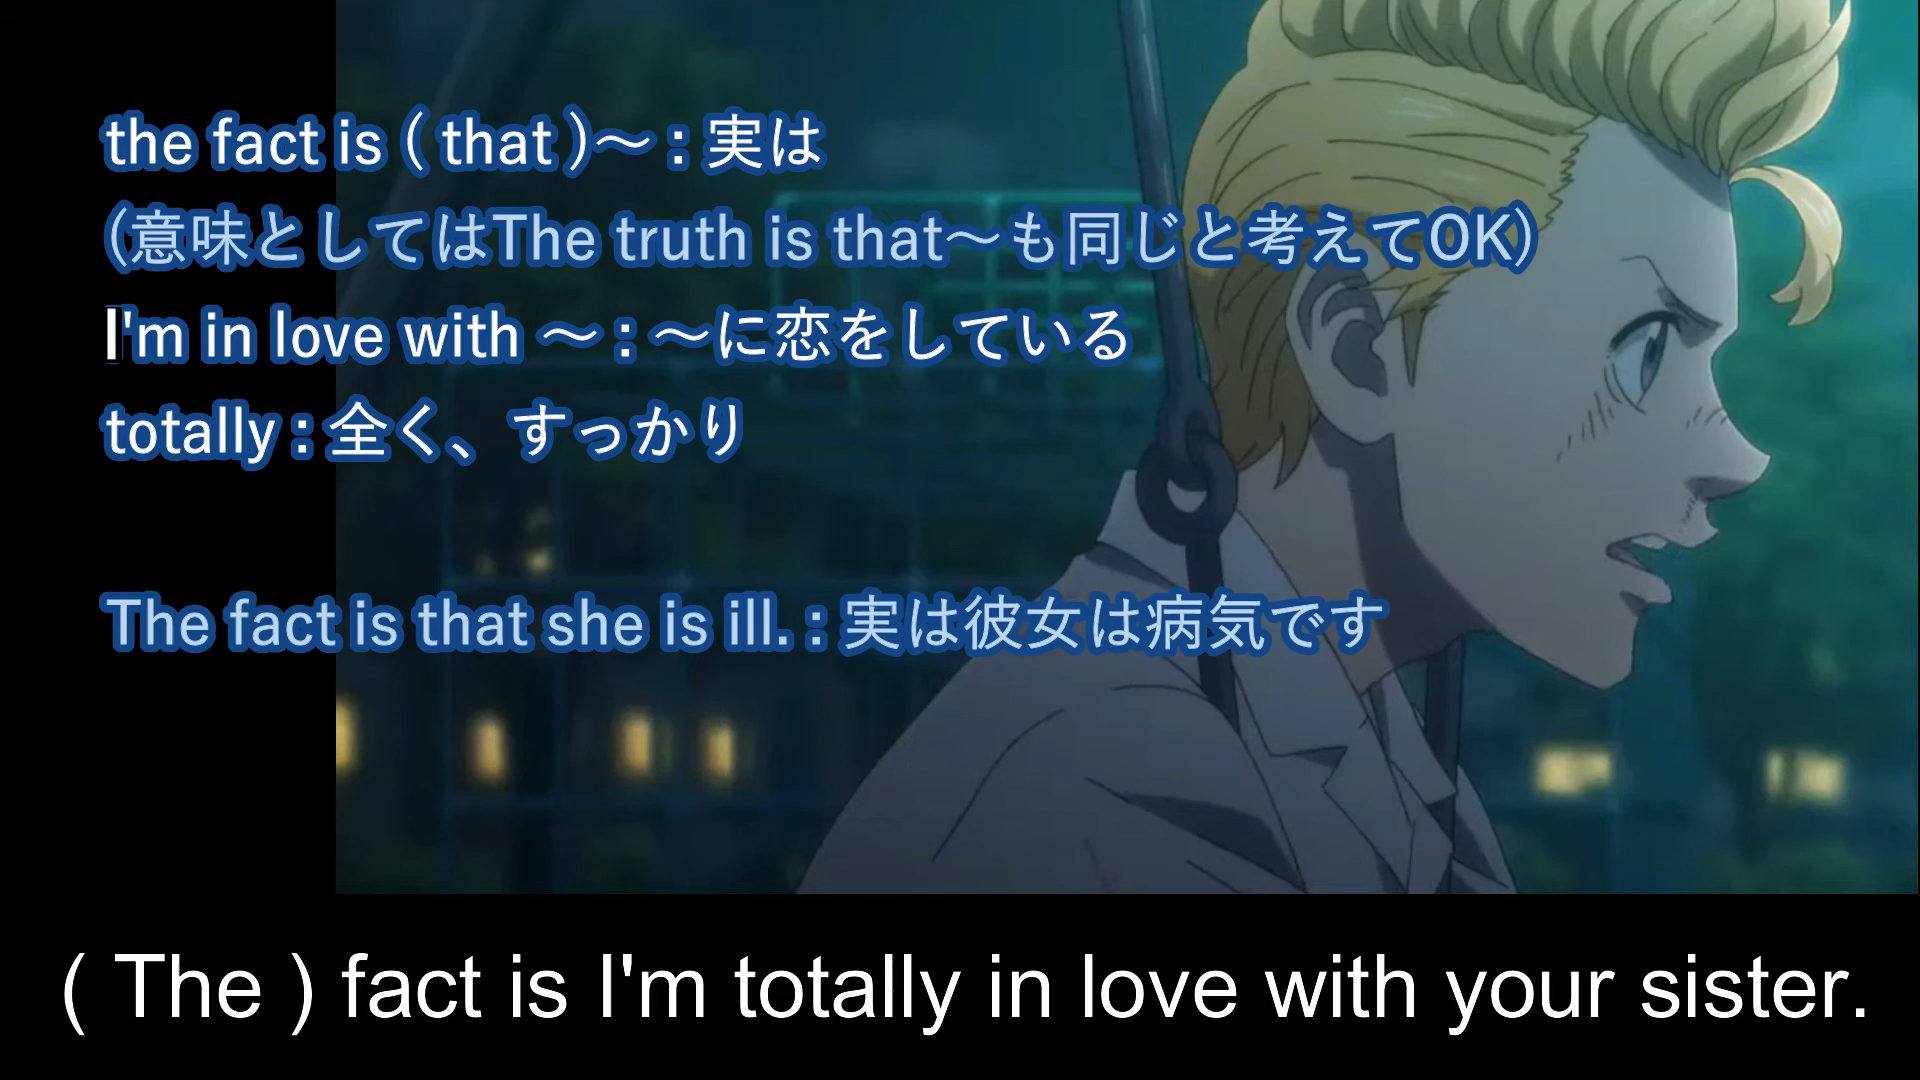 the fact is ( that )〜 : 実は
(意味としてはThe truth is that〜も同じと考えてOK)
I'm in love with 〜 : 〜に恋をしている
totally : 全く、すっかり
The fact is that she is ill. : 実は彼女は病気です
( The ) fact is I'm totally in love with your sister.